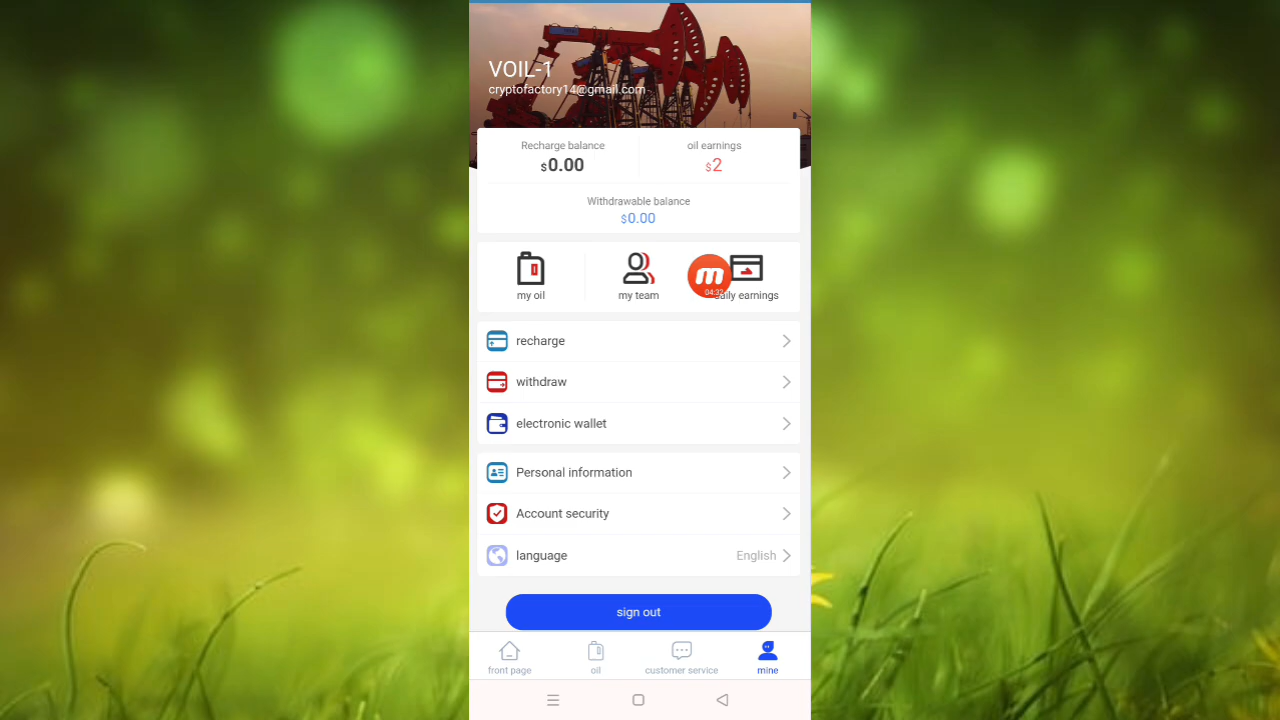 VOIL-1
cryptofactory14@gmail.com
Recharge balance
$0.00
oil earnings
$2
Withdrawable balance
$0.00
my oil
my team
m
04:32
earnings
recharge
withdraw
electronic wallet
Personal information
Account security
language
English
sign out
front page
oil
customer service
mine